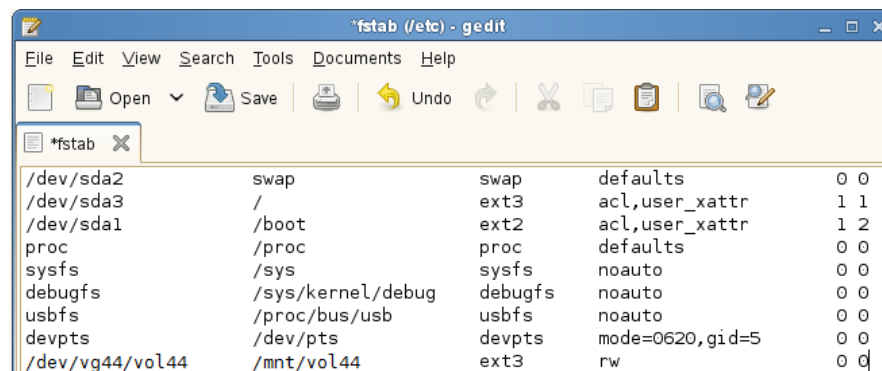 *fstab (/etc) - gedit
File Edit View Search Tools Documents Help
Open Save Undo
*fstab
/dev/sda2 swap swap defaults 0 0
/dev/sda3 / ext3 acl,user_xattr 1 1
/dev/sda1 /boot ext2 acl,user_xattr 1 2
proc /proc proc defaults 0 0
sysfs /sys sysfs noauto 0 0
debugfs /sys/kernel/debug debugfs noauto 0 0
usbfs /proc/bus/usb usbfs noauto 0 0
devpts /dev/pts devpts mode=0620,gid=5 0 0
/dev/vg44/vol44 /mnt/vol44 ext3 rw 0 0